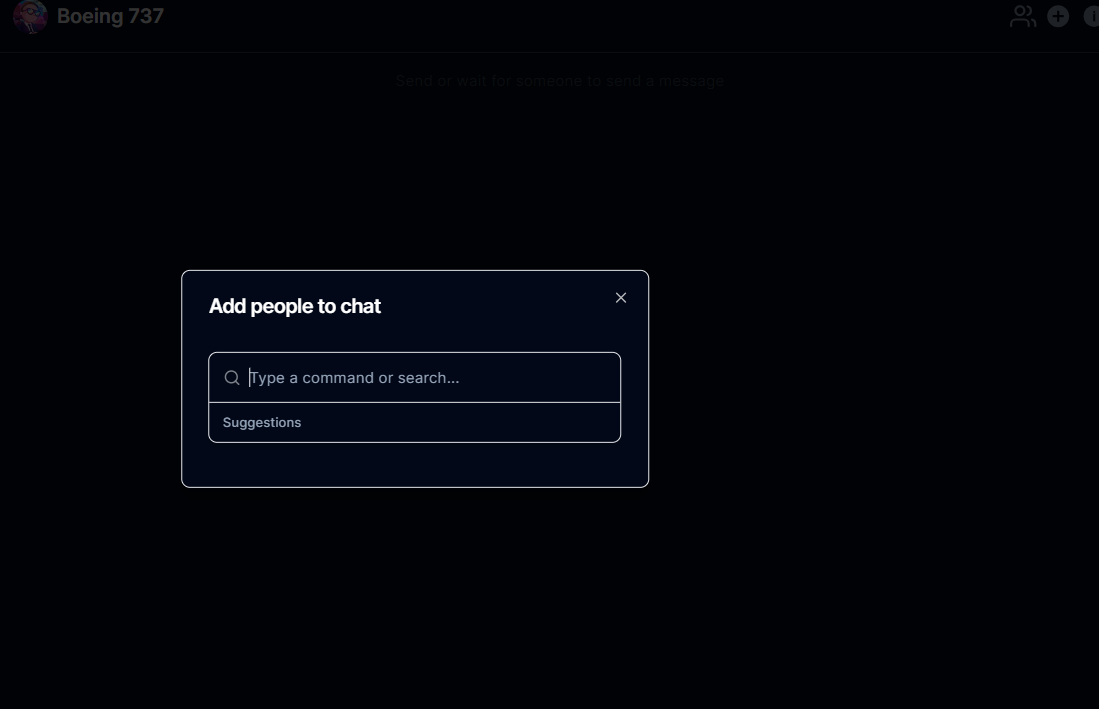 Boeing 737
Send or wait for someone to send a message
Add people to chat
Type a command or search...
Suggestions